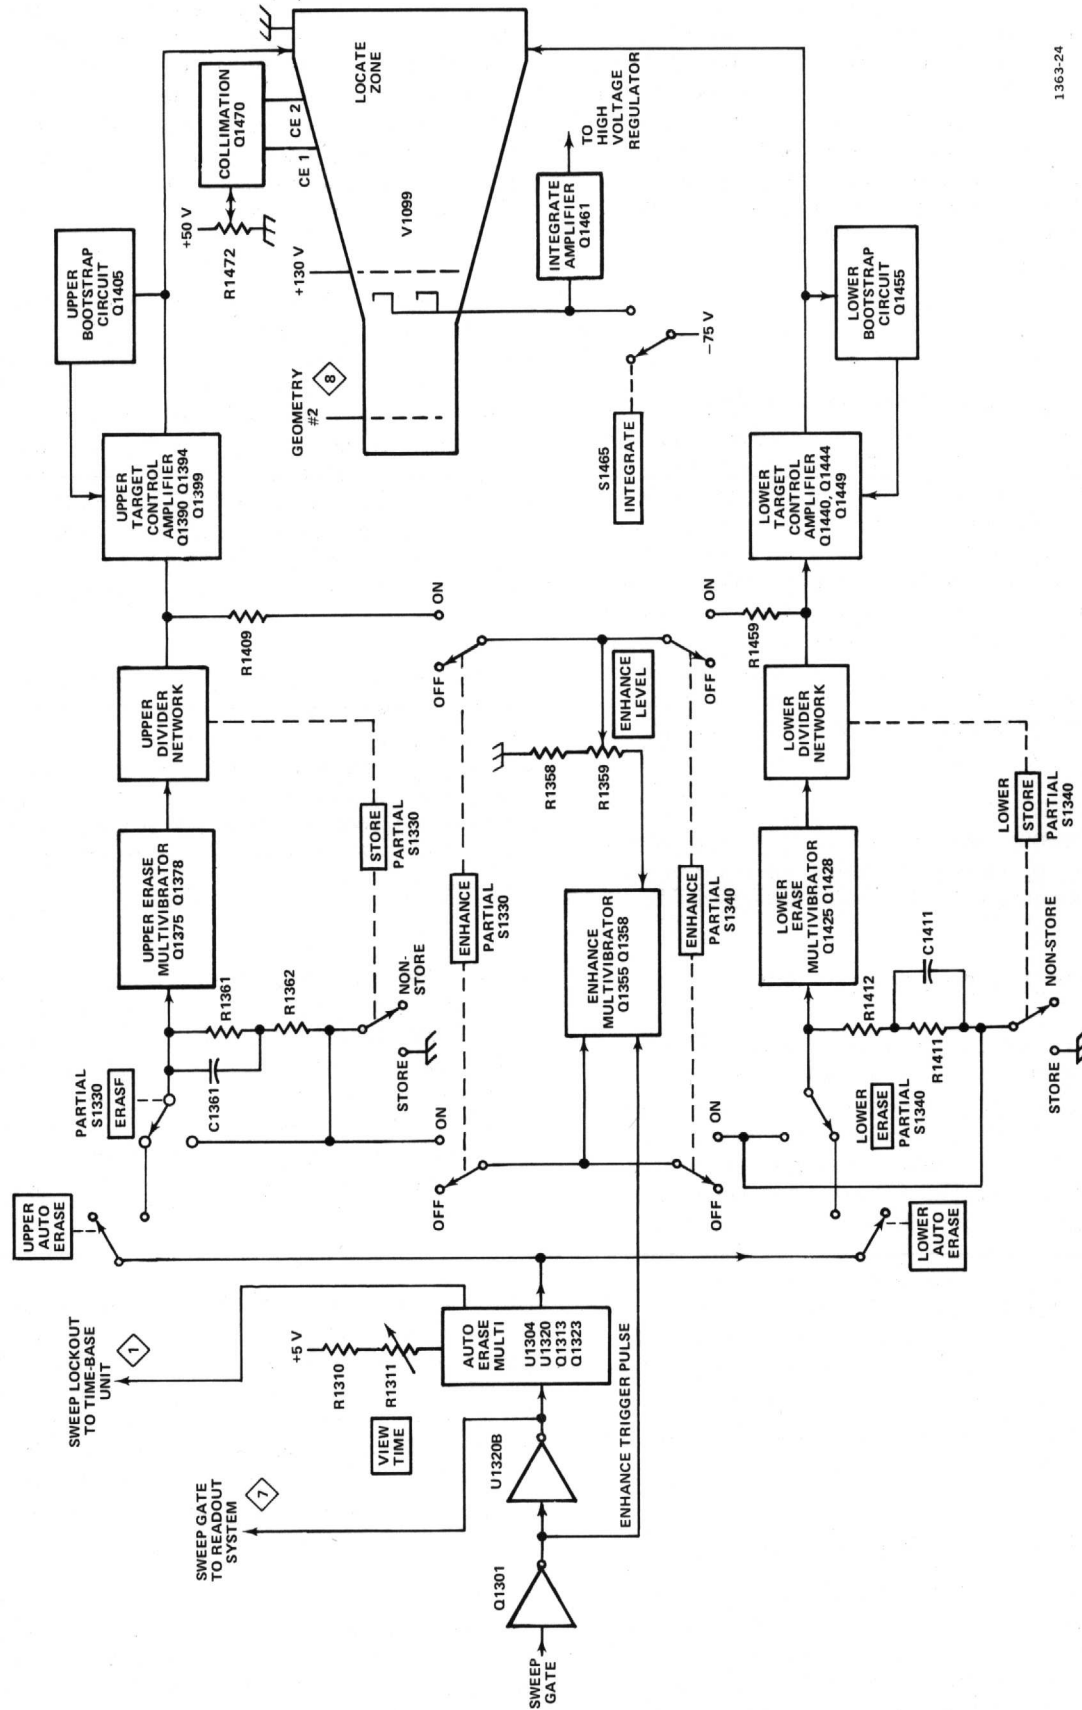 SWEEP
GATE
Q1301
U1320B
ENHANCE TRIGGER PULSE
SWEEP GATE
TO READOUT
SYSTEM
7
SWEEP LOCKOUT
TO TIME-BASE
UNIT
1
VIEW
TIME
+5 V
R1310
R1311
AUTO
ERASE
MULTI
U1304
U1320
Q1313
Q1323
UPPER
AUTO
ERASE
LOWER
AUTO
ERASE
PARTIAL
S1330
ERASF
C1361
R1361
R1362
STORE
NON-
STORE
UPPER ERASE
MULTIVIBRATOR
Q1375 Q1378
STORE
PARTIAL
S1330
UPPER
DIVIDER
NETWORK
R1409
ON
OFF
ON
OFF
ENHANCE
PARTIAL
S1330
ENHANCE
MULTIVIBRATOR
Q1355 Q1358
R1358
R1359
ENHANCE
LEVEL
ENHANCE
PARTIAL
S1340
OFF
ON
OFF
ON
LOWER
ERASE
PARTIAL
S1340
R1412
R1411
C1411
STORE
NON-STORE
LOWER
ERASE
MULTIVIBRATOR
Q1425 Q1428
LOWER
STORE
PARTIAL
S1340
LOWER
DIVIDER
NETWORK
R1459
UPPER
TARGET
CONTROL
AMPLIFIER
Q1390 Q1394
Q1399
UPPER
BOOTSTRAP
CIRCUIT
Q1405
LOWER
TARGET
CONTROL
AMPLIFIER
Q1440, Q1444
Q1449
LOWER
BOOTSTRAP
CIRCUIT
Q1455
S1465
INTEGRATE
−75 V
INTEGRATE
AMPLIFIER
Q1461
TO
HIGH
VOLTAGE
REGULATOR
GEOMETRY
#2
8
+130 V
R1472
+50 V
COLLIMATION
Q1470
CE 1
CE 2
V1099
LOCATE
ZONE
1363-24